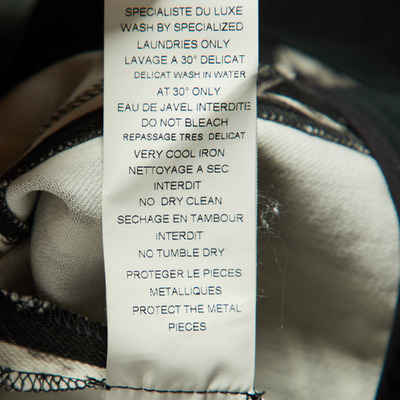 SPECIALISTE DU LUXE
WASH BY SPECIALIZED
LAUNDRIES ONLY
LAVAGE A 30° DELICAT
DELICAT WASH IN WATER
AT 30° ONLY
EAU DE JAVEL INTERDITE
DO NOT BLEACH
REPASSAGE TRES DELICAT
VERY COOL IRON
NETTOYAGE A SEC
INTERDIT
NO DRY CLEAN
SECHAGE EN TAMBOUR
INTERDIT
NO TUMBLE DRY
PROTEGER LE PIECES
METALLIQUES
PROTECT THE METAL
PIECES